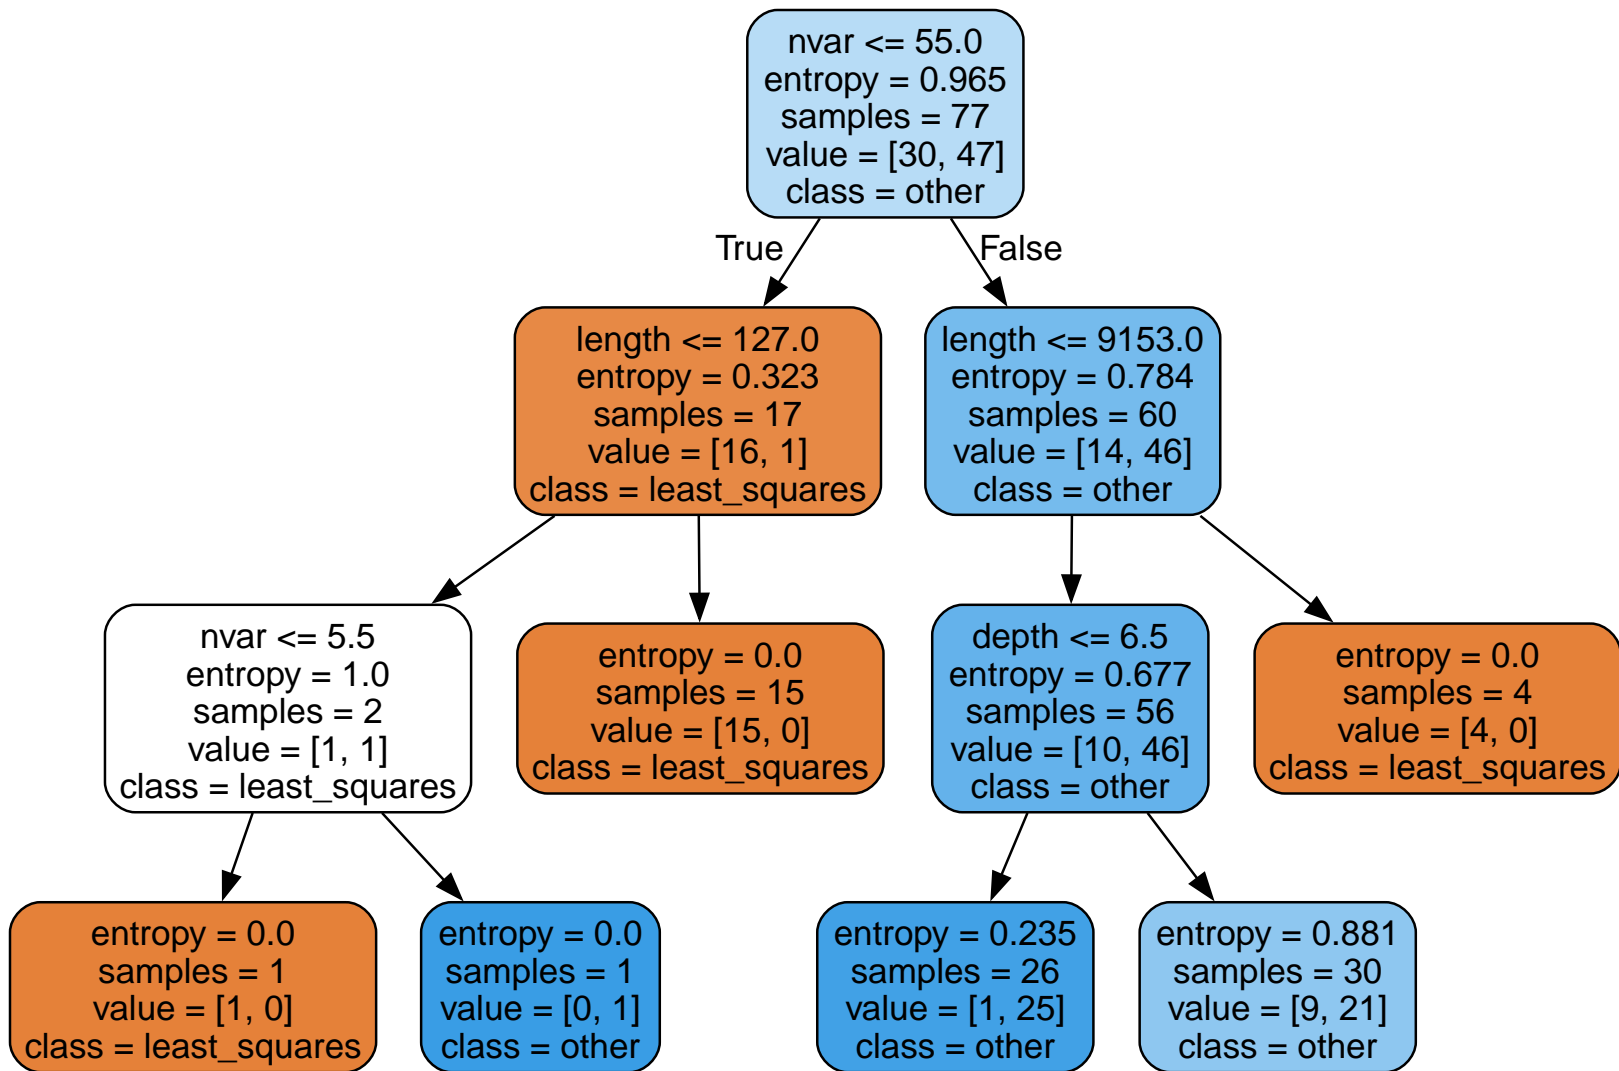 nvar <= 55.0
entropy = 0.965
samples = 77
value = [30, 47]
class = other
True
False
length <= 127.0
entropy = 0.323
samples = 17
value = [16, 1]
class = least_squares
length <= 9153.0
entropy = 0.784
samples = 60
value = [14, 46]
class = other
nvar <= 5.5
entropy = 1.0
samples = 2
value = [1, 1]
class = least_squares
entropy = 0.0
samples = 15
value = [15, 0]
class = least_squares
depth <= 6.5
entropy = 0.677
samples = 56
value = [10, 46]
class = other
entropy = 0.0
samples = 4
value = [4, 0]
class = least_squares
entropy = 0.0
samples = 1
value = [1, 0]
class = least_squares
entropy = 0.0
samples = 1
value = [0, 1]
class = other
entropy = 0.235
samples = 26
value = [1, 25]
class = other
entropy = 0.881
samples = 30
value = [9, 21]
class = other